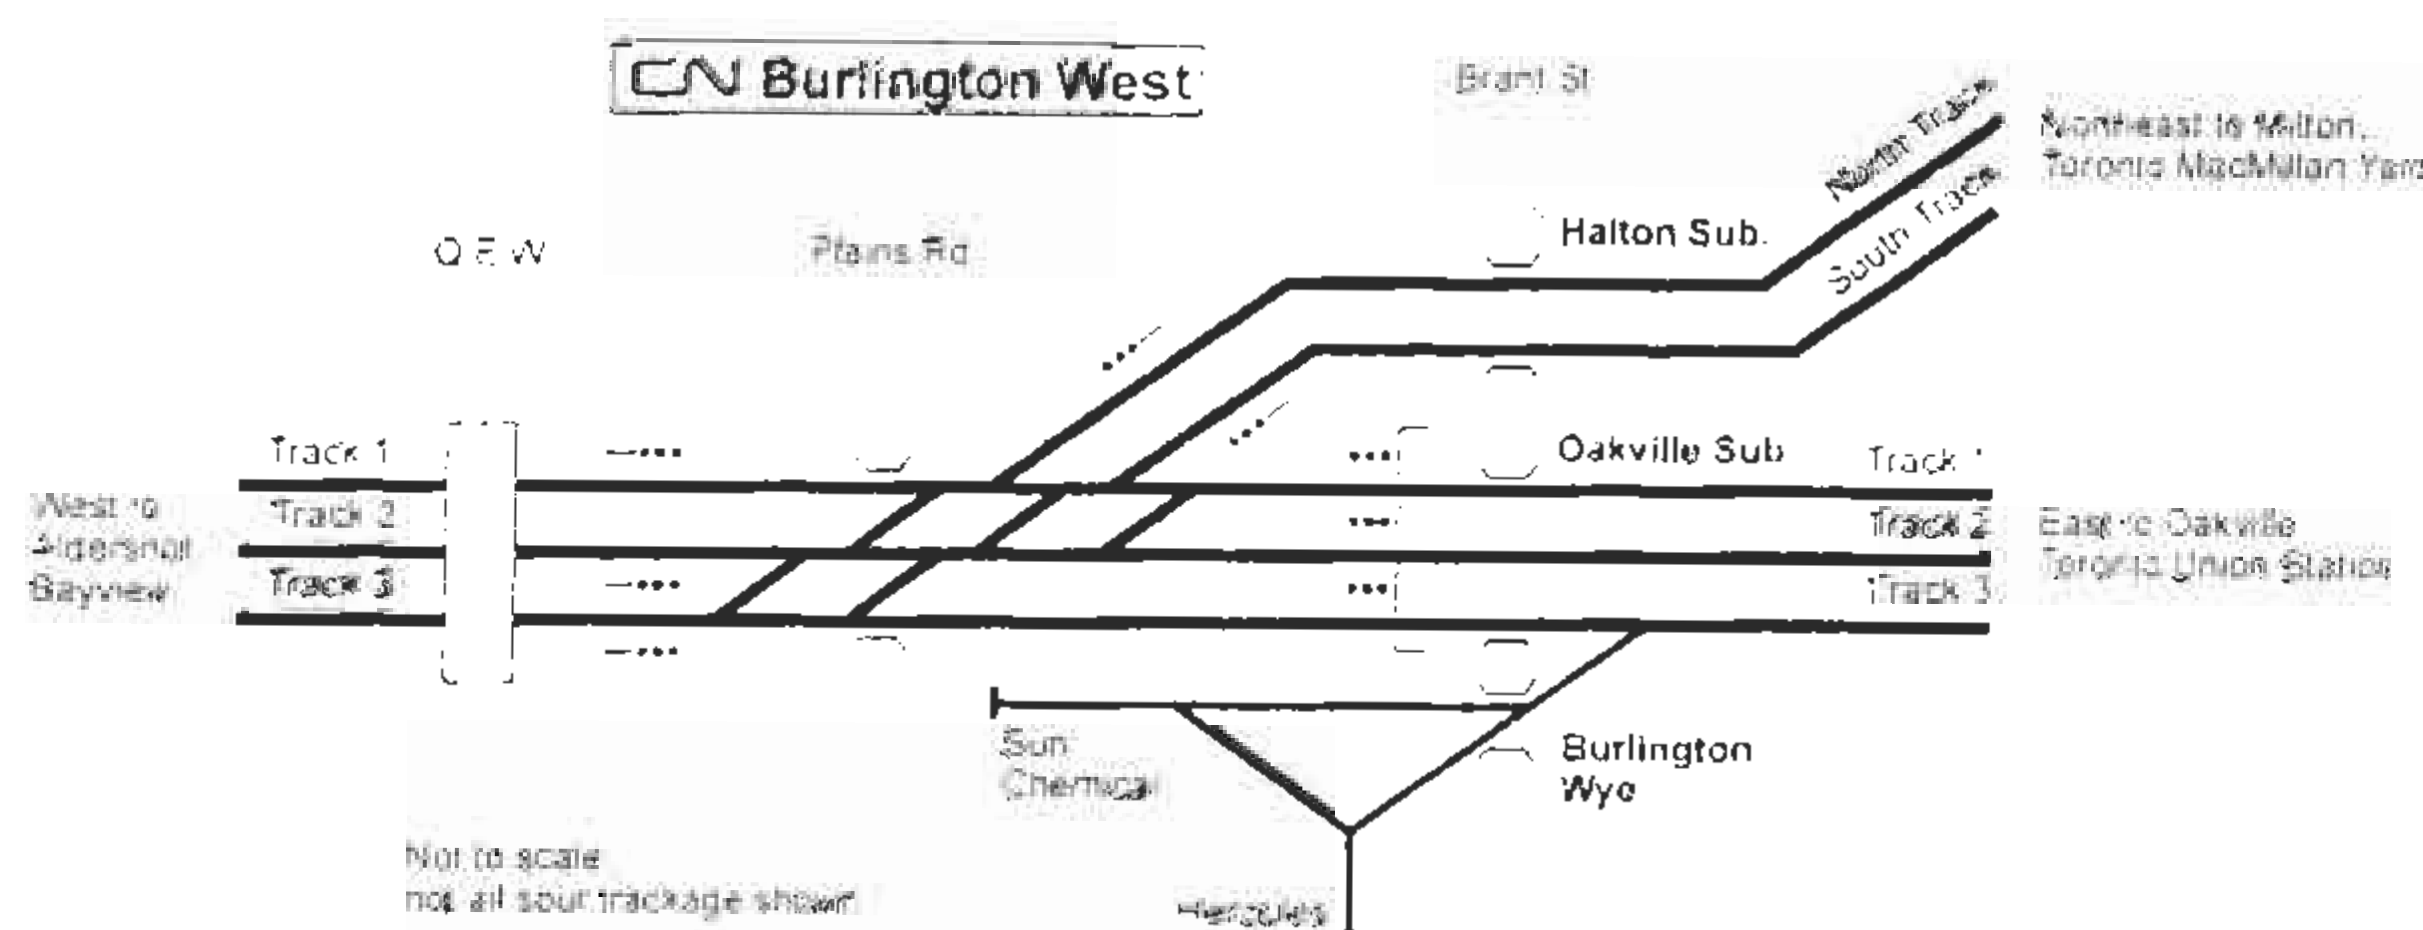 CN Burlington West
Brant St
North Track
Northeast to Milton,
Toronto MacMillan Yard
South Track
Q E W
Plains Rd
Halton Sub.
Track 1
Oakville Sub
Track 1
West to
Aldershot
Bayview
Track 2
Track 2
East to Oakville
Toronto Union Station
Track 3
Track 3
Sun
Chemical
Burlington
Wye
Not to scale
not all spur trackage shown
Hercules